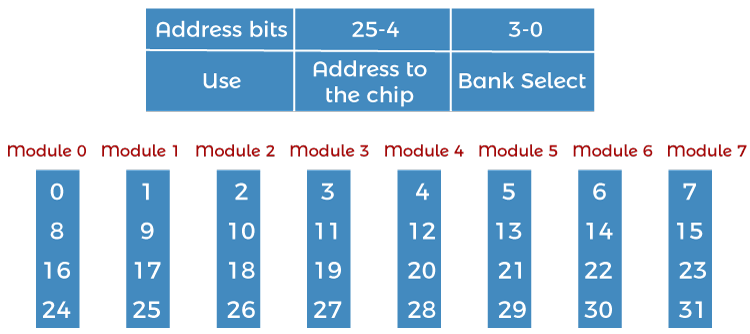 Address bits 25-4 3-0
Use Address to the chip Bank Select
Module 0 Module 1 Module 2 Module 3 Module 4 Module 5 Module 6 Module 7
0 1 2 3 4 5 6 7
8 9 10 11 12 13 14 15
16 17 18 19 20 21 22 23
24 25 26 27 28 29 30 31